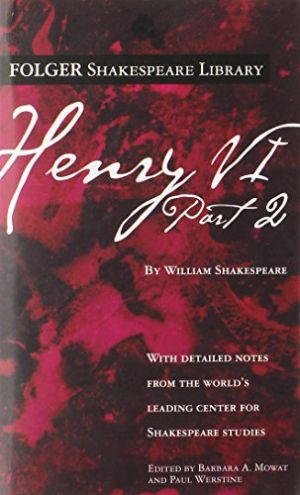 FOLGER SHAKESPEARE LIBRARY
Henry VI
Part 2
BY WILLIAM SHAKESPEARE
WITH DETAILED NOTES
FROM THE WORLD'S
LEADING CENTER FOR
SHAKESPEARE STUDIES
EDITED BY BARBARA A. MOWAT
AND PAUL WERSTINE